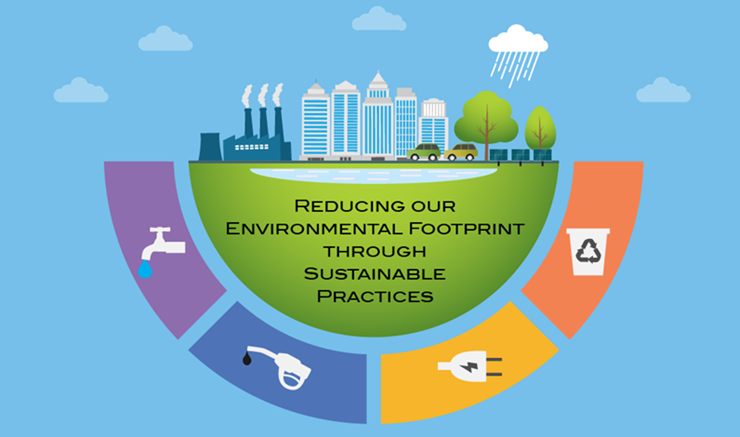 Reducing our
Environmental Footprint
through
Sustainable
Practices